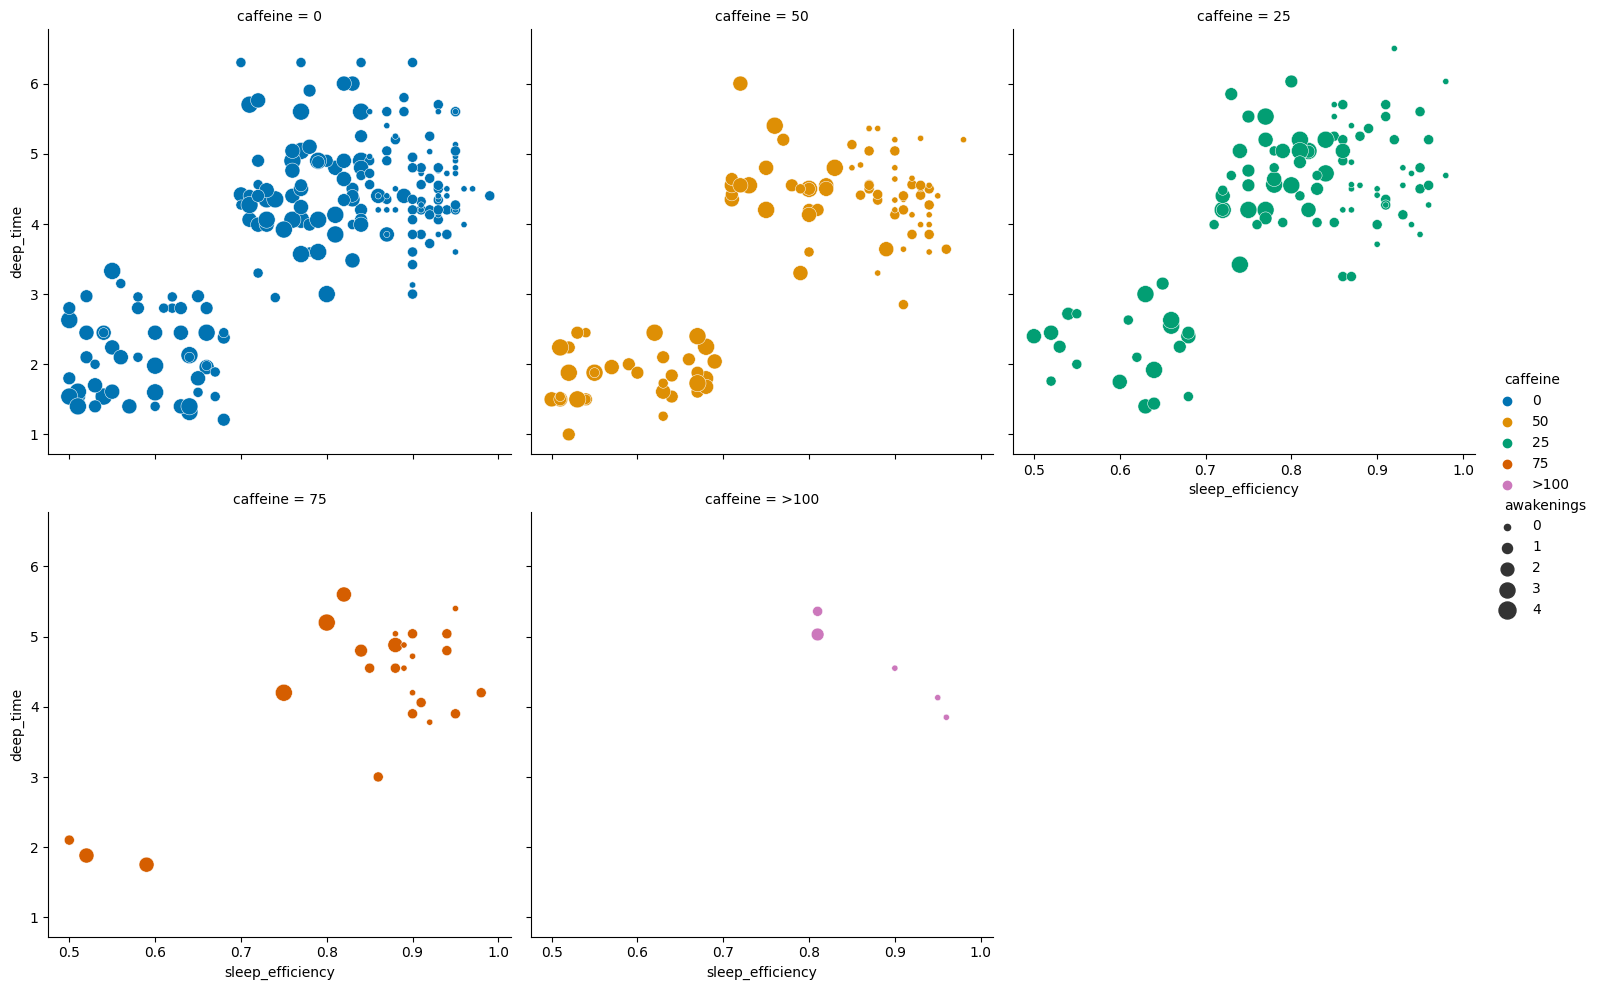 caffeine = 0
caffeine = 50
caffeine = 25
6
5
4
3
2
1
deep_time
0.5 0.6 0.7 0.8 0.9 1.0
sleep_efficiency
caffeine
0
50
25
75
>100
awakenings
0
1
2
3
4
caffeine = 75
caffeine = >100
6
5
4
3
2
1
deep_time
0.5 0.6 0.7 0.8 0.9 1.0
sleep_efficiency
0.5 0.6 0.7 0.8 0.9 1.0
sleep_efficiency